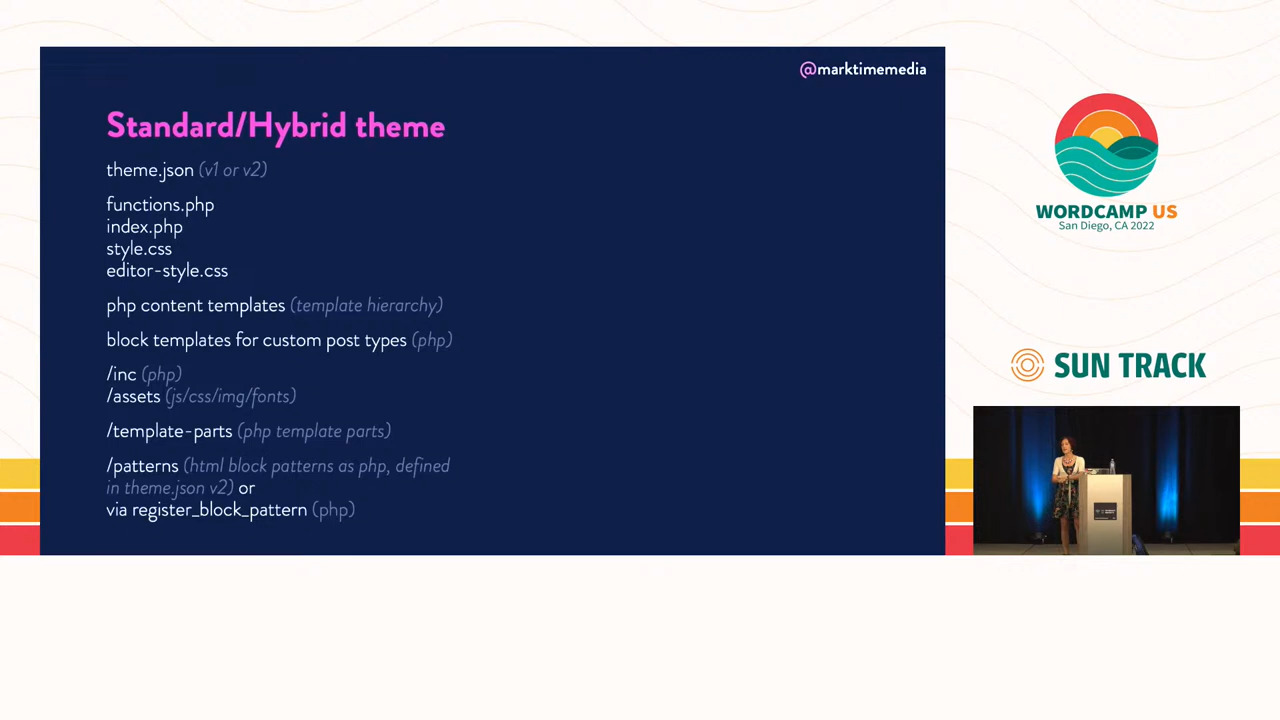 @marktimemedia
Standard/Hybrid theme
theme.json (v1 or v2)
functions.php
index.php
style.css
editor-style.css
php content templates (template hierarchy)
block templates for custom post types (php)
/inc (php)
/assets (js/css/img/fonts)
/template-parts (php template parts)
/patterns (html block patterns as php, defined
in theme.json v2) or
via register_block_pattern (php)
WORDCAMP US
San Diego, CA 2022
SUN TRACK